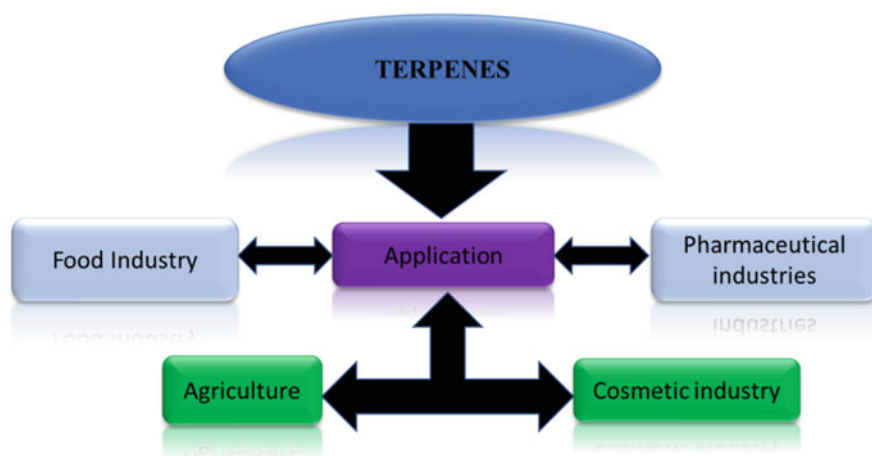 TERPENES
Food Industry
Application
Pharmaceutical
industries
Agriculture
Cosmetic industry